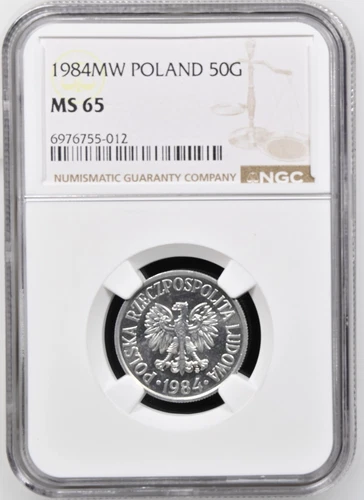 1984MW POLAND 50G
MS 65
6976755-012
NUMISMATIC GUARANTY COMPANY NGC
POLSKA RZECZPOSPOLITA LUDOWA
·1984·